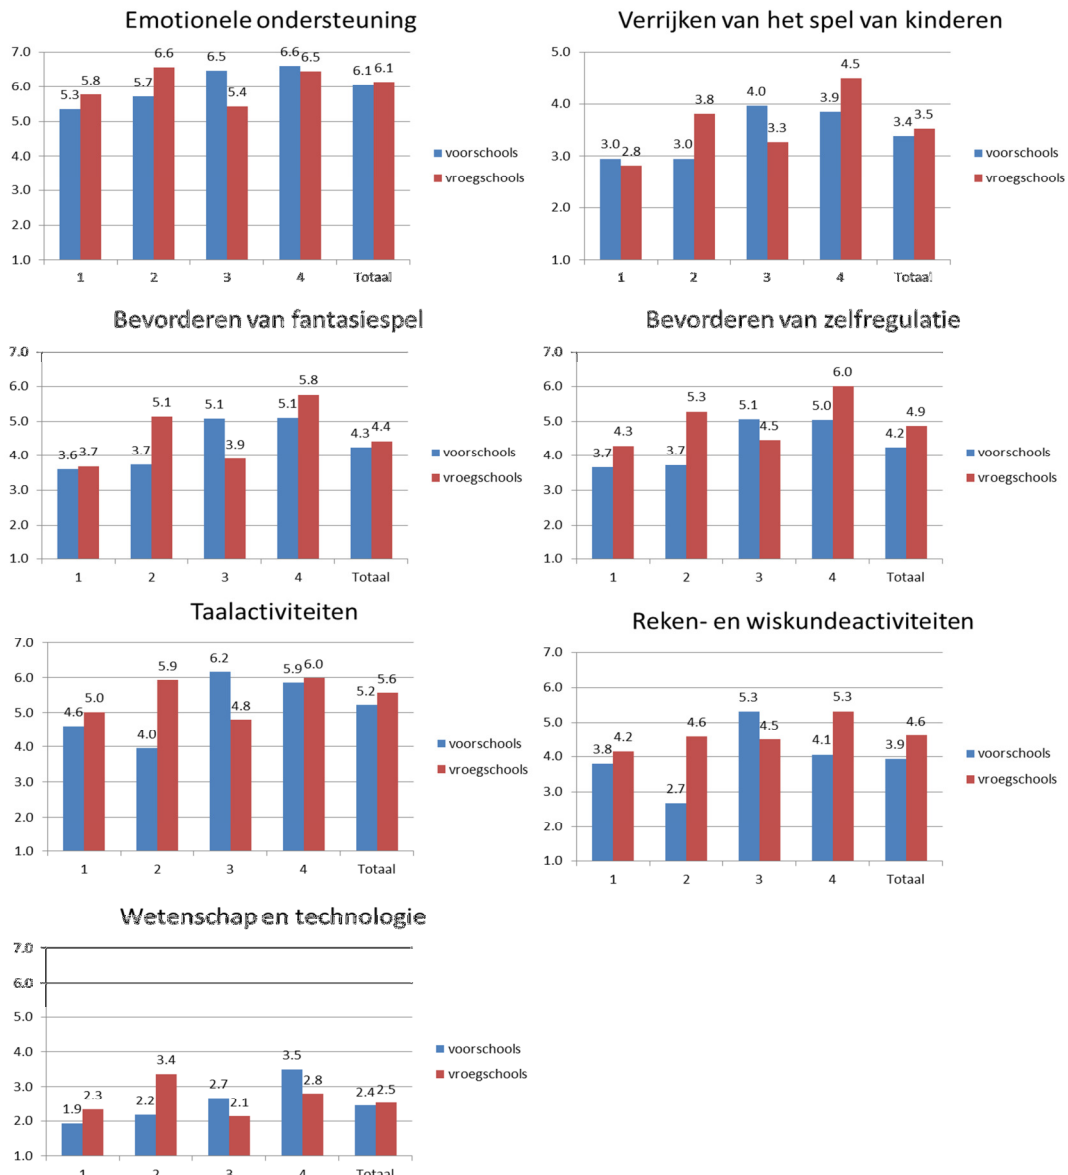 Emotionele ondersteuning
7.0
6.0
5.0
4.0
3.0
2.0
1.0
5.3 5.8 5.7 6.6 6.5 5.4 6.6 6.5 6.1 6.1
1 2 3 4 Totaal
voorschools
vroegschools
Verrijken van het spel van kinderen
5.0
4.0
3.0
2.0
1.0
3.0 2.8 3.0 3.8 4.0 3.3 3.9 4.5 3.4 3.5
1 2 3 4 Totaal
voorschools
vroegschools
Bevorderen van fantasiespel
7.0
6.0
5.0
4.0
3.0
2.0
1.0
3.6 3.7 3.7 5.1 5.1 3.9 5.1 5.8 4.3 4.4
1 2 3 4 Totaal
voorschools
vroegschools
Bevorderen van zelfregulatie
7.0
6.0
5.0
4.0
3.0
2.0
1.0
3.7 4.3 3.7 5.3 5.1 4.5 5.0 6.0 4.2 4.9
1 2 3 4 Totaal
voorschools
vroegschools
Taalactiviteiten
7.0
6.0
5.0
4.0
3.0
2.0
1.0
4.6 5.0 4.0 5.9 6.2 4.8 5.9 6.0 5.2 5.6
1 2 3 4 Totaal
voorschools
vroegschools
Reken- en wiskundeactiviteiten
7.0
6.0
5.0
4.0
3.0
2.0
1.0
3.8 4.2 2.7 4.6 5.3 4.5 4.1 5.3 3.9 4.6
1 2 3 4 Totaal
voorschools
vroegschools
Wetenschap en technologie
7.0
6.0
5.0
4.0
3.0
2.0
1.0
1.9 2.3 2.2 3.4 2.7 2.1 3.5 2.8 2.4 2.5
1 2 3 4 Totaal
voorschools
vroegschools